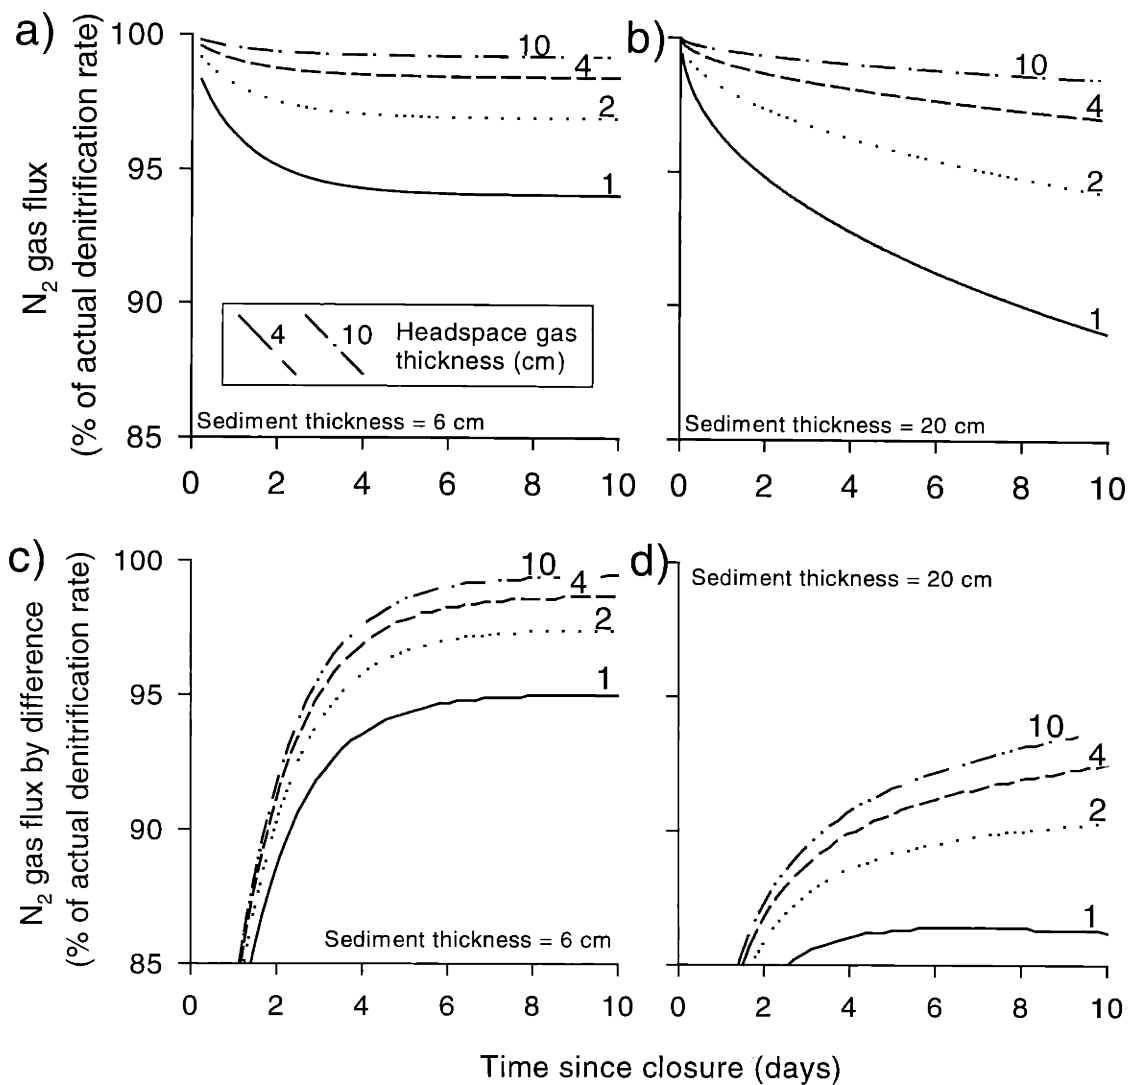 a)
N2 gas flux
(% of actual denitrification rate)
100
95
90
85
10
4
2
1
4
10
Headspace gas
thickness (cm)
Sediment thickness = 6 cm
0 2 4 6 8 10
b)
10
4
2
1
Sediment thickness = 20 cm
0 2 4 6 8 10
c)
N2 gas flux by difference
(% of actual denitrification rate)
100
95
90
85
10
4
2
1
Sediment thickness = 6 cm
0 2 4 6 8 10
d)
Sediment thickness = 20 cm
10
4
2
1
0 2 4 6 8 10
Time since closure (days)